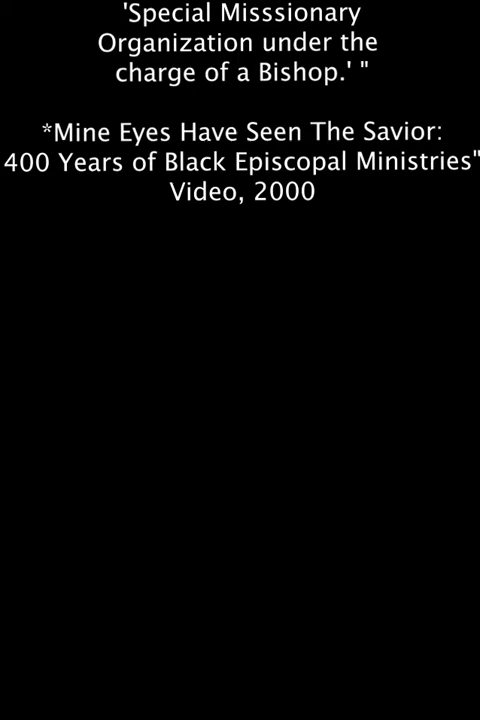 'Special Misssionary
Organization under the
charge of a Bishop.' "
*Mine Eyes Have Seen The Savior:
400 Years of Black Episcopal Ministries"
Video, 2000